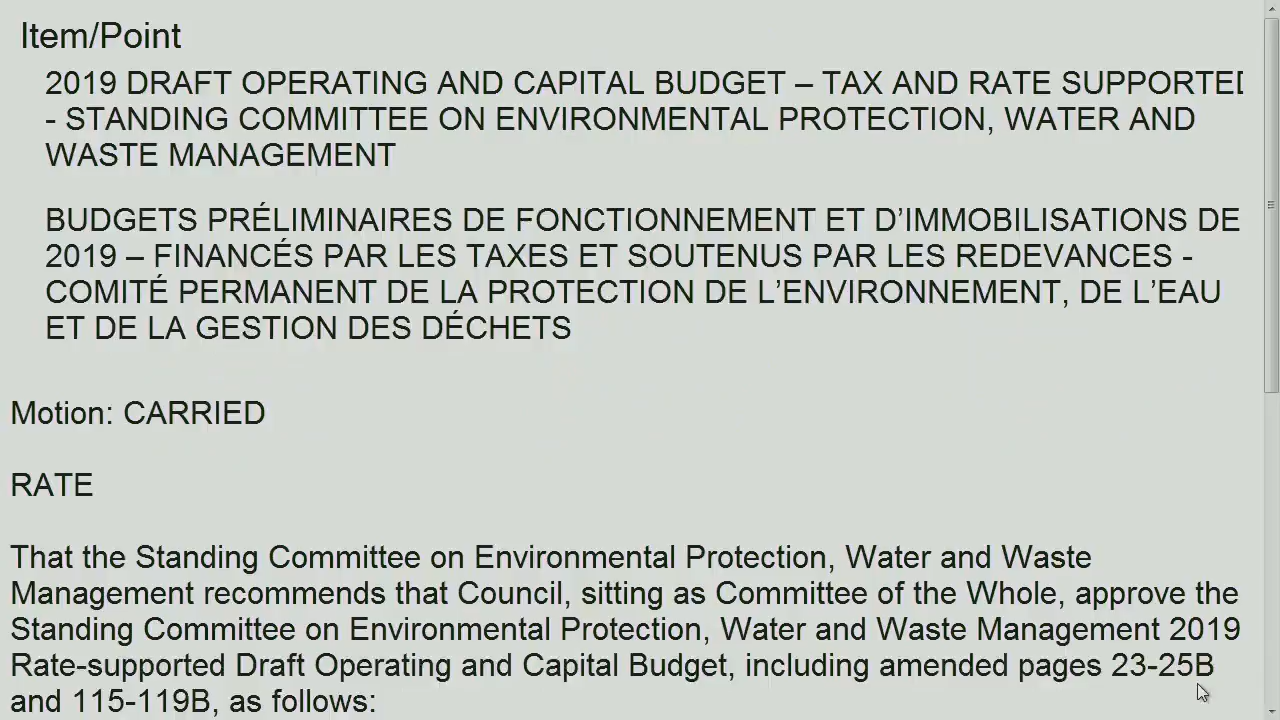 Item/Point
2019 DRAFT OPERATING AND CAPITAL BUDGET – TAX AND RATE SUPPORTED
- STANDING COMMITTEE ON ENVIRONMENTAL PROTECTION, WATER AND
WASTE MANAGEMENT
BUDGETS PRÉLIMINAIRES DE FONCTIONNEMENT ET D’IMMOBILISATIONS DE
2019 – FINANCÉS PAR LES TAXES ET SOUTENUS PAR LES REDEVANCES -
COMITÉ PERMANENT DE LA PROTECTION DE L’ENVIRONNEMENT, DE L’EAU
ET DE LA GESTION DES DÉCHETS
Motion: CARRIED
RATE
That the Standing Committee on Environmental Protection, Water and Waste
Management recommends that Council, sitting as Committee of the Whole, approve the
Standing Committee on Environmental Protection, Water and Waste Management 2019
Rate-supported Draft Operating and Capital Budget, including amended pages 23-25B
and 115-119B, as follows: